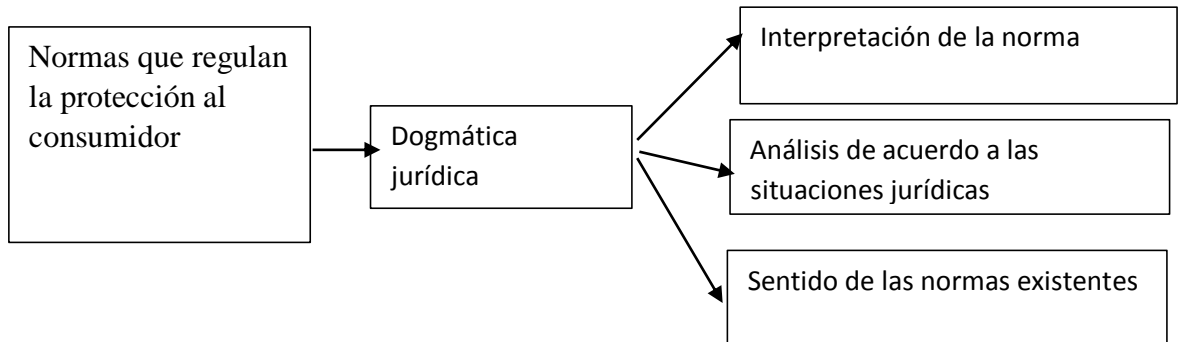 Normas que regulan
la protección al
consumidor
Dogmática
jurídica
Interpretación de la norma
Análisis de acuerdo a las
situaciones jurídicas
Sentido de las normas existentes